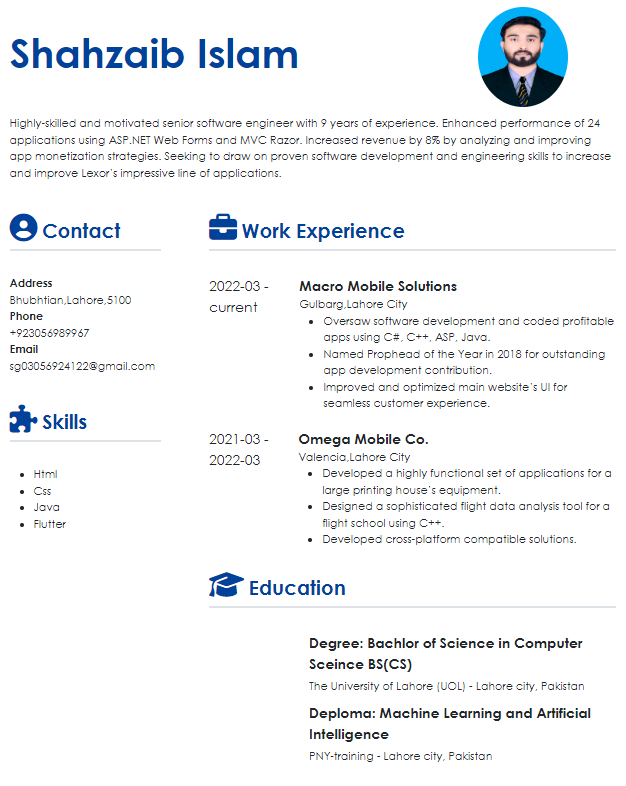 Shahzaib Islam
Highly-skilled and motivated senior software engineer with 9 years of experience. Enhanced performance of 24
applications using ASP.NET Web Forms and MVC Razor. Increased revenue by 8% by analyzing and improving
app monetization strategies. Seeking to draw on proven software development and engineering skills to increase
and improve Lexor's impressive line of applications.
Contact
Address
Bhubhtian,Lahore,5100
Phone
+923056989967
Email
sg03056924122@gmail.com
Skills
• Html
• Css
• Java
• Flutter
Work Experience
2022-03 -
current
Macro Mobile Solutions
Gulbarg,Lahore City
• Oversaw software development and coded profitable
apps using C#, C++, ASP, Java.
• Named Prophead of the Year in 2018 for outstanding
app development contribution.
• Improved and optimized main website's UI for
seamless customer experience.
2021-03 -
2022-03
Omega Mobile Co.
Valencia,Lahore City
• Developed a highly functional set of applications for a
large printing house's equipment.
• Designed a sophisticated flight data analysis tool for a
flight school using C++.
• Developed cross-platform compatible solutions.
Education
Degree: Bachlor of Science in Computer
Sceince BS(CS)
The University of Lahore (UOL) - Lahore city, Pakistan
Deploma: Machine Learning and Artificial
Intelligence
PNY-training - Lahore city, Pakistan